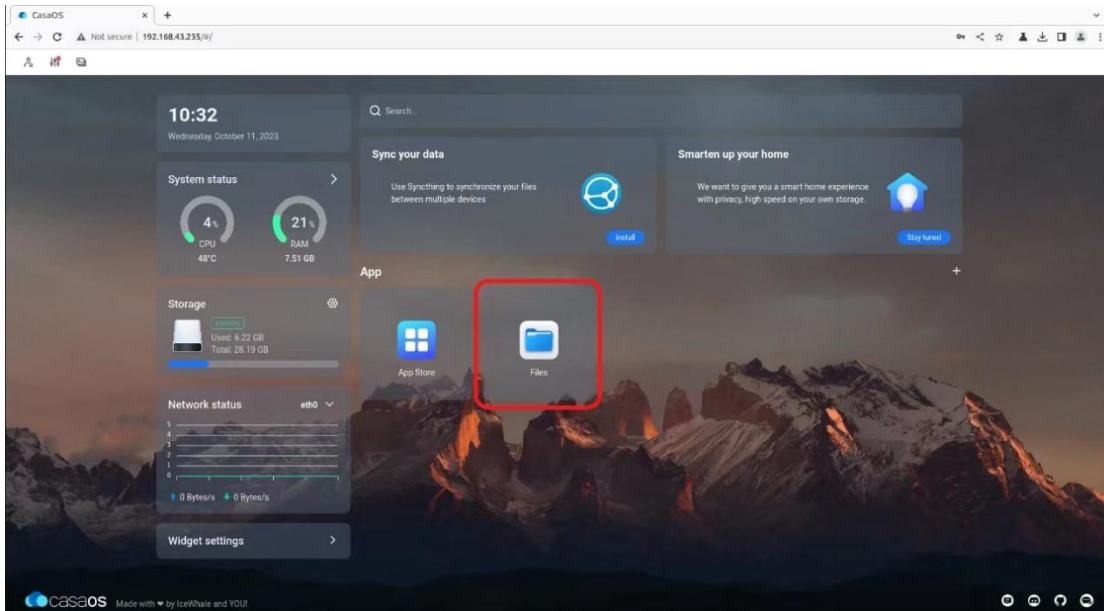 CasaOS
Not secure | 192.168.43.235/#/
10:32
Wednesday, October 11, 2023
Search...
System status
4%
CPU
48°C
21%
RAM
7.51 GB
Storage
Healthy
Used: 6.22 GB
Total: 28.19 GB
Network status
eth0
5
4
3
2
1
0
0 Bytes/s
0 Bytes/s
Widget settings
Sync your data
Use Syncthing to synchronize your files
between multiple devices
Install
Smarten up your home
We want to give you a smart home experience
with privacy, high speed on your own storage.
Stay tuned
App
App Store
Files
CasaOS
Made with ❤ by IceWhale and YOU!